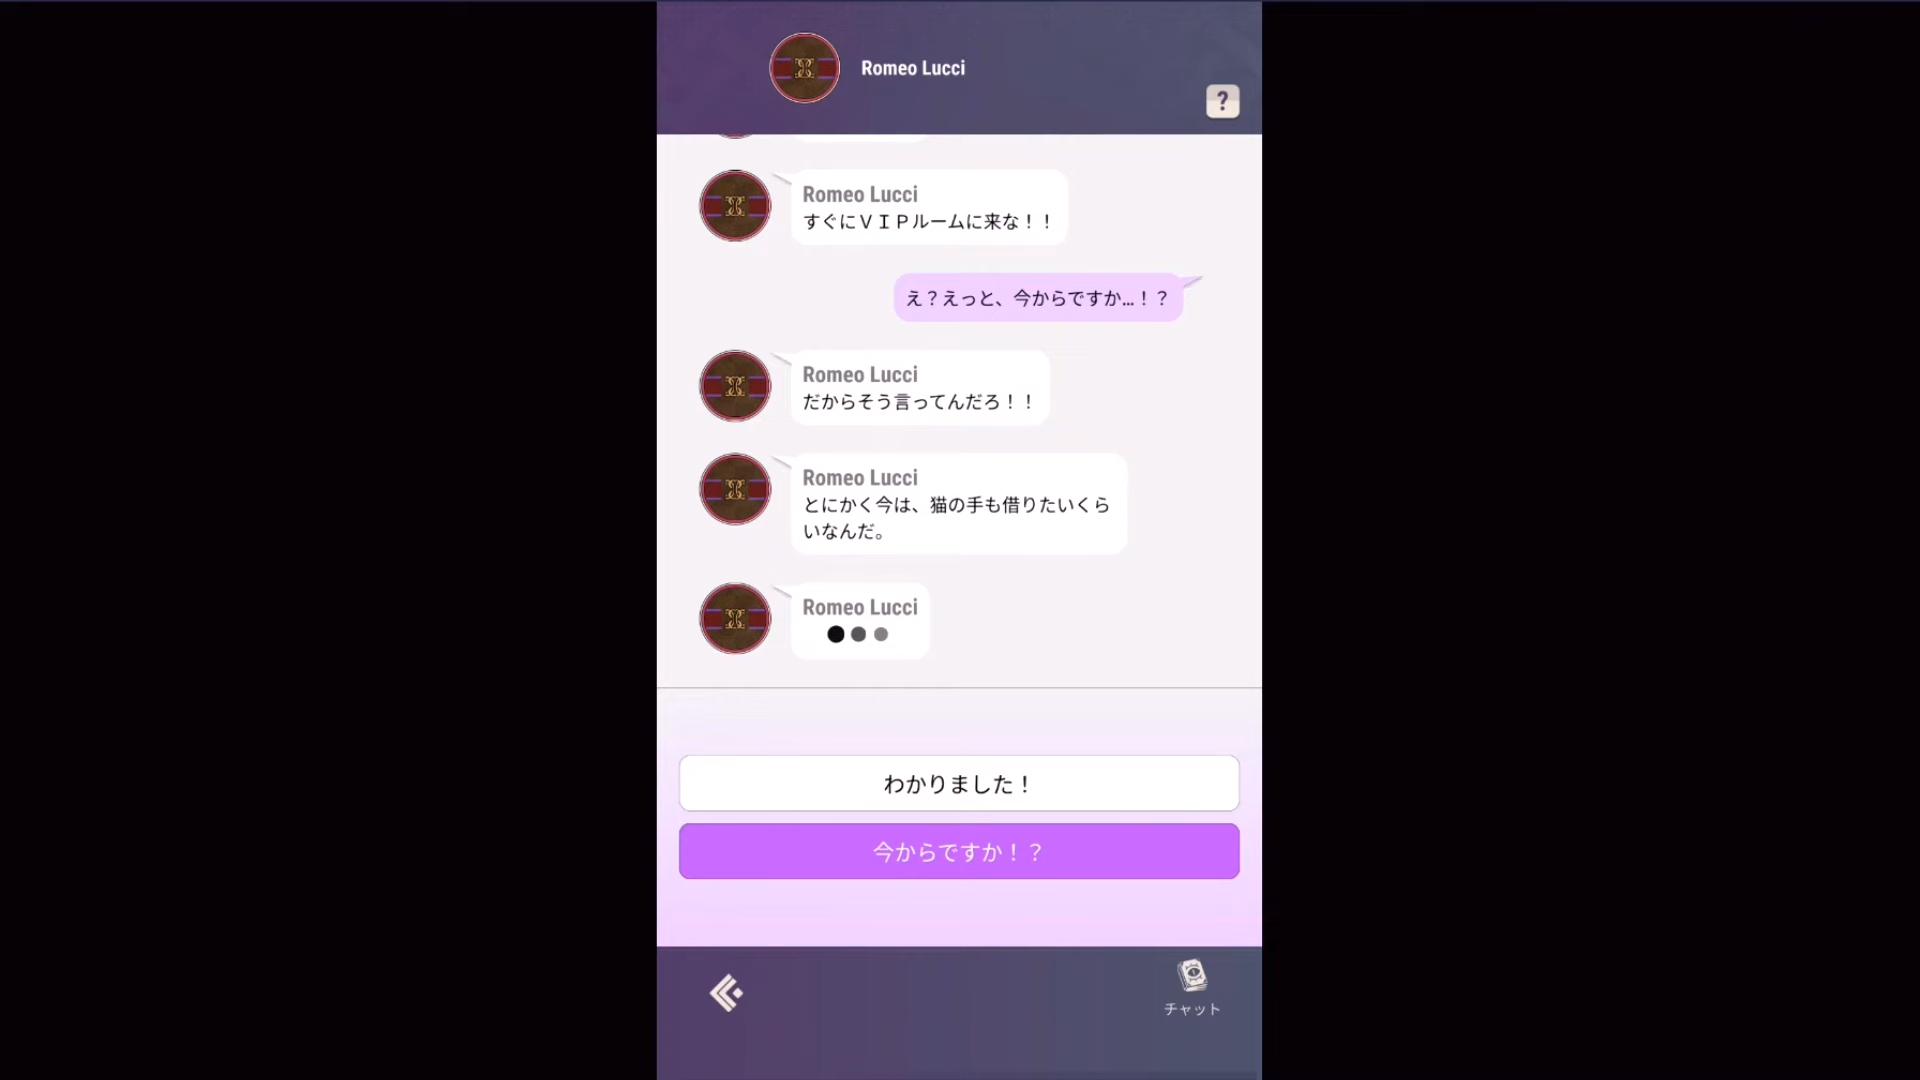 Romeo Lucci
?
Romeo Lucci
すぐにＶＩＰルームに来な！！
え？えっと、今からですか...！？
Romeo Lucci
だからそう言ってんだろ！！
Romeo Lucci
とにかく今は、猫の手も借りたいくら
いなんだ。
Romeo Lucci
わかりました！
今からですか！？
チャット